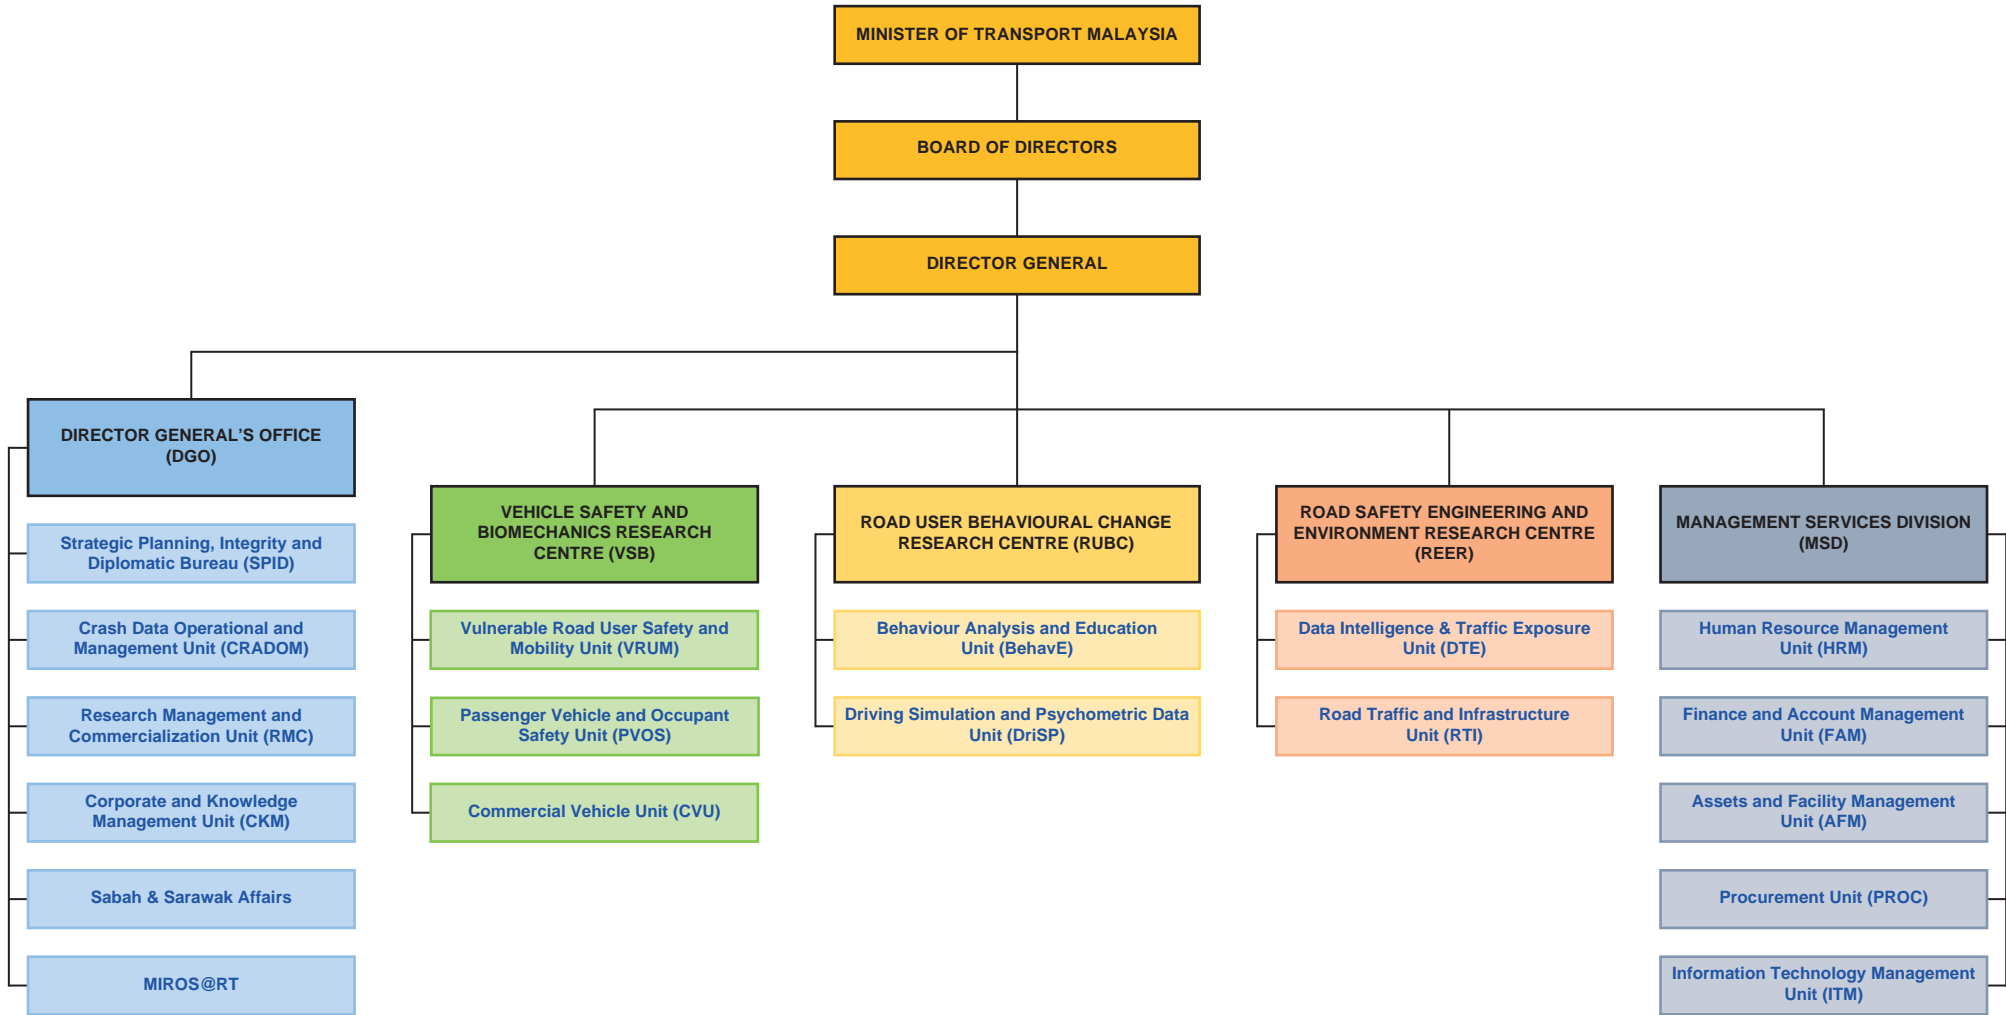 MINISTER OF TRANSPORT MALAYSIA
BOARD OF DIRECTORS
DIRECTOR GENERAL
DIRECTOR GENERAL’S OFFICE
(DGO)
Strategic Planning, Integrity and
Diplomatic Bureau (SPID)
Crash Data Operational and
Management Unit (CRADOM)
Research Management and
Commercialization Unit (RMC)
Corporate and Knowledge
Management Unit (CKM)
Sabah & Sarawak Affairs
MIROS@RT
VEHICLE SAFETY AND
BIOMECHANICS RESEARCH
CENTRE (VSB)
Vulnerable Road User Safety and
Mobility Unit (VRUM)
Passenger Vehicle and Occupant
Safety Unit (PVOS)
Commercial Vehicle Unit (CVU)
ROAD USER BEHAVIOURAL CHANGE
RESEARCH CENTRE (RUBC)
Behaviour Analysis and Education
Unit (BehavE)
Driving Simulation and Psychometric Data
Unit (DriSP)
ROAD SAFETY ENGINEERING AND
ENVIRONMENT RESEARCH CENTRE
(REER)
Data Intelligence & Traffic Exposure
Unit (DTE)
Road Traffic and Infrastructure
Unit (RTI)
MANAGEMENT SERVICES DIVISION
(MSD)
Human Resource Management
Unit (HRM)
Finance and Account Management
Unit (FAM)
Assets and Facility Management
Unit (AFM)
Procurement Unit (PROC)
Information Technology Management
Unit (ITM)